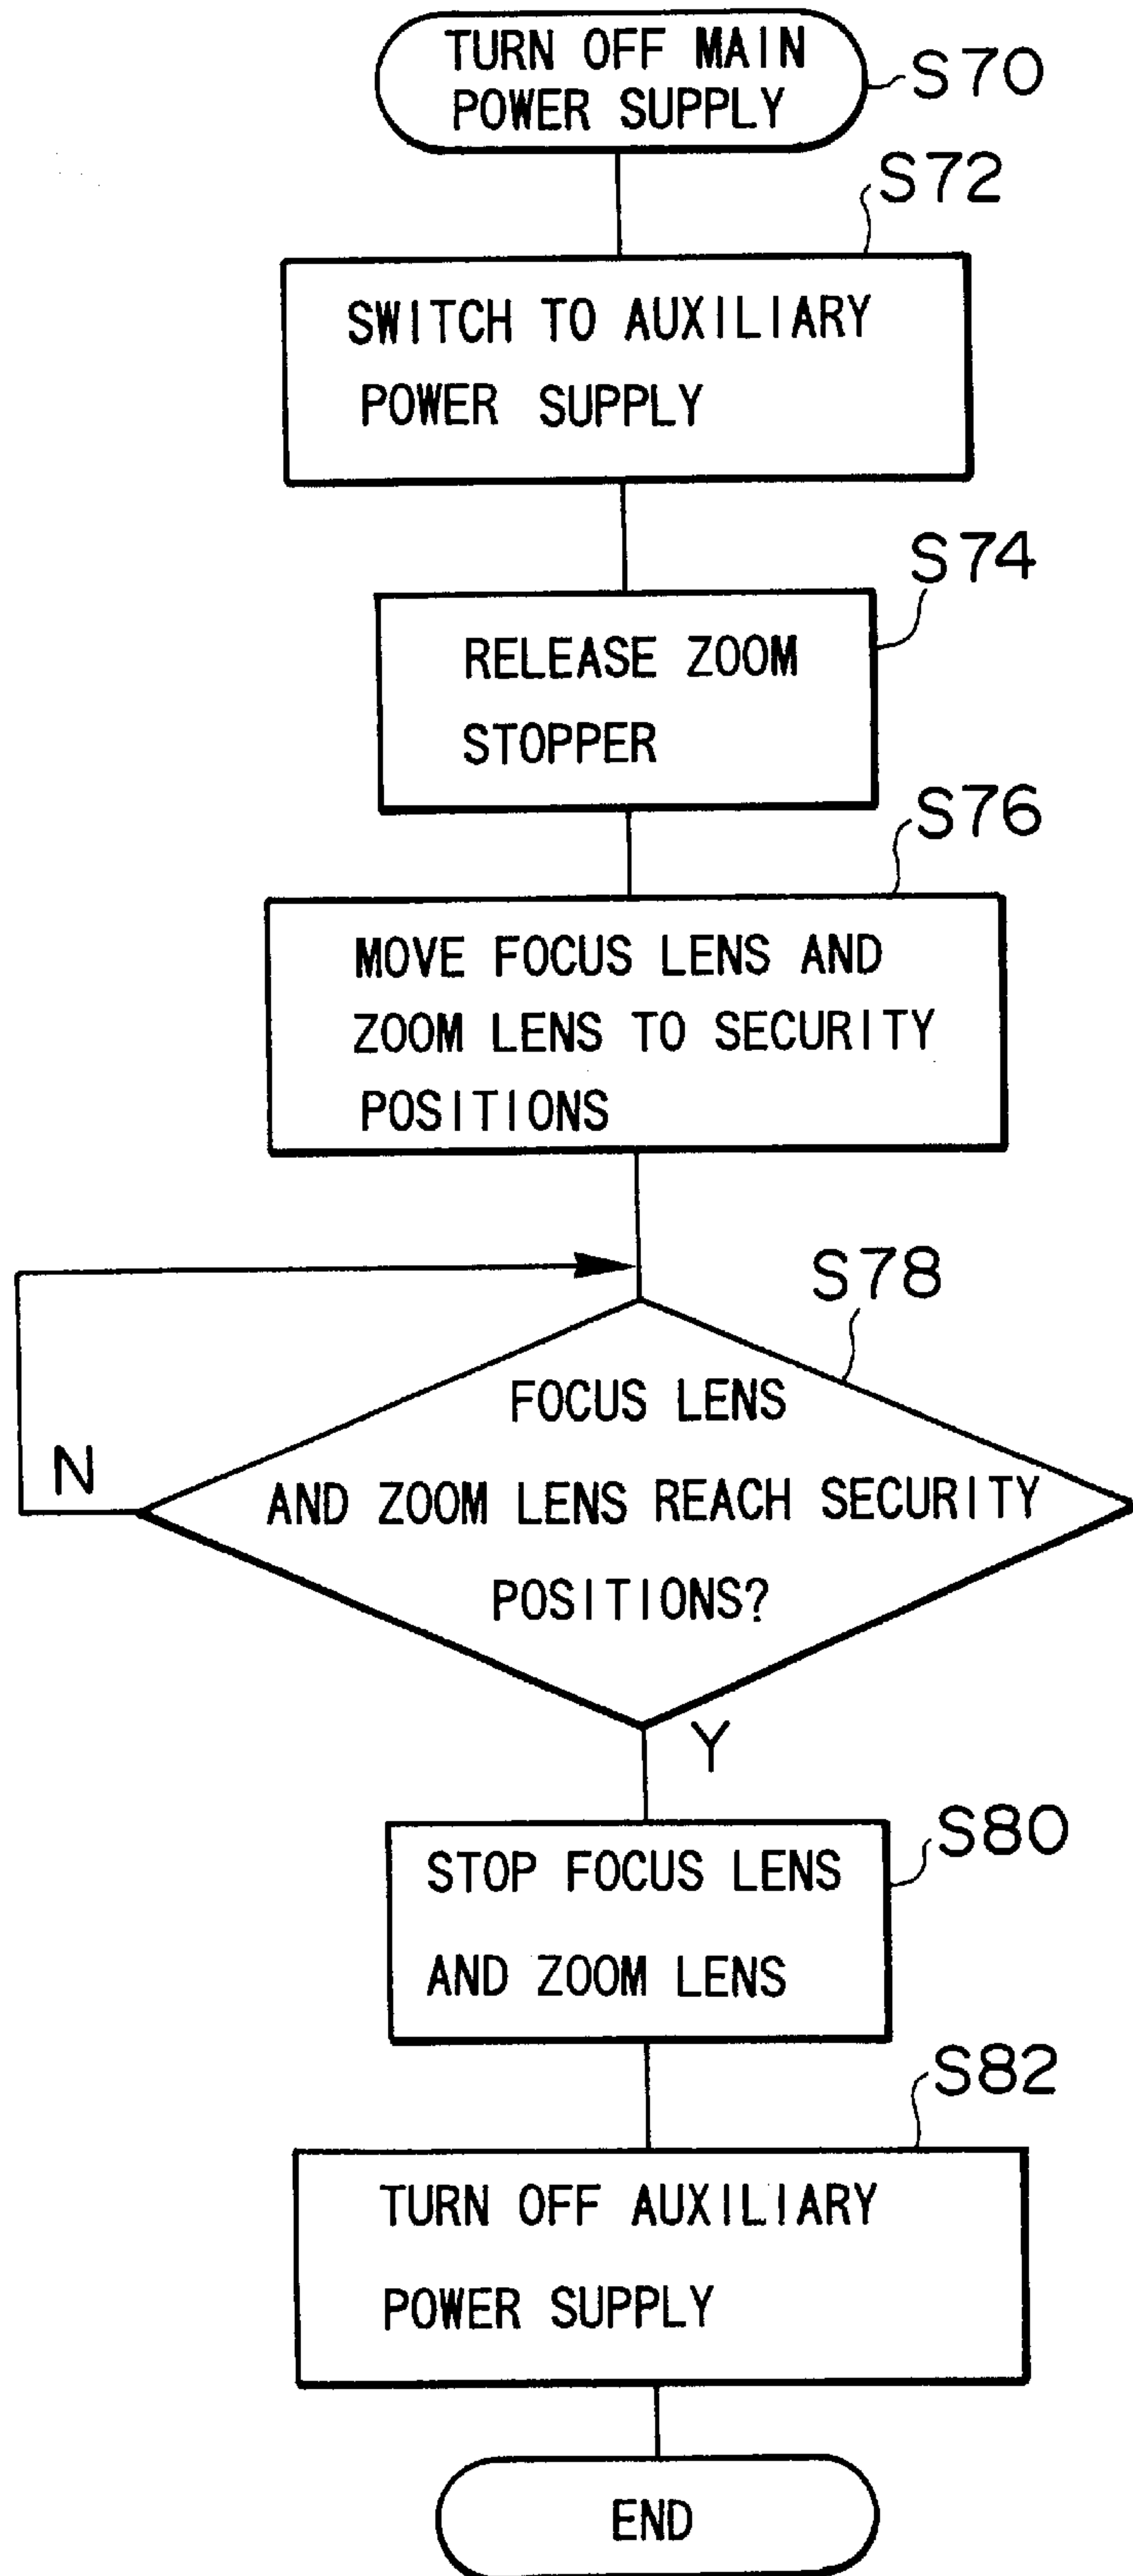 TURN OFF MAIN
POWER SUPPLY
S70
S72
SWITCH TO AUXILIARY
POWER SUPPLY
S74
RELEASE ZOOM
STOPPER
S76
MOVE FOCUS LENS AND
ZOOM LENS TO SECURITY
POSITIONS
S78
FOCUS LENS
AND ZOOM LENS REACH SECURITY
POSITIONS?
N
Y
S80
STOP FOCUS LENS
AND ZOOM LENS
S82
TURN OFF AUXILIARY
POWER SUPPLY
END